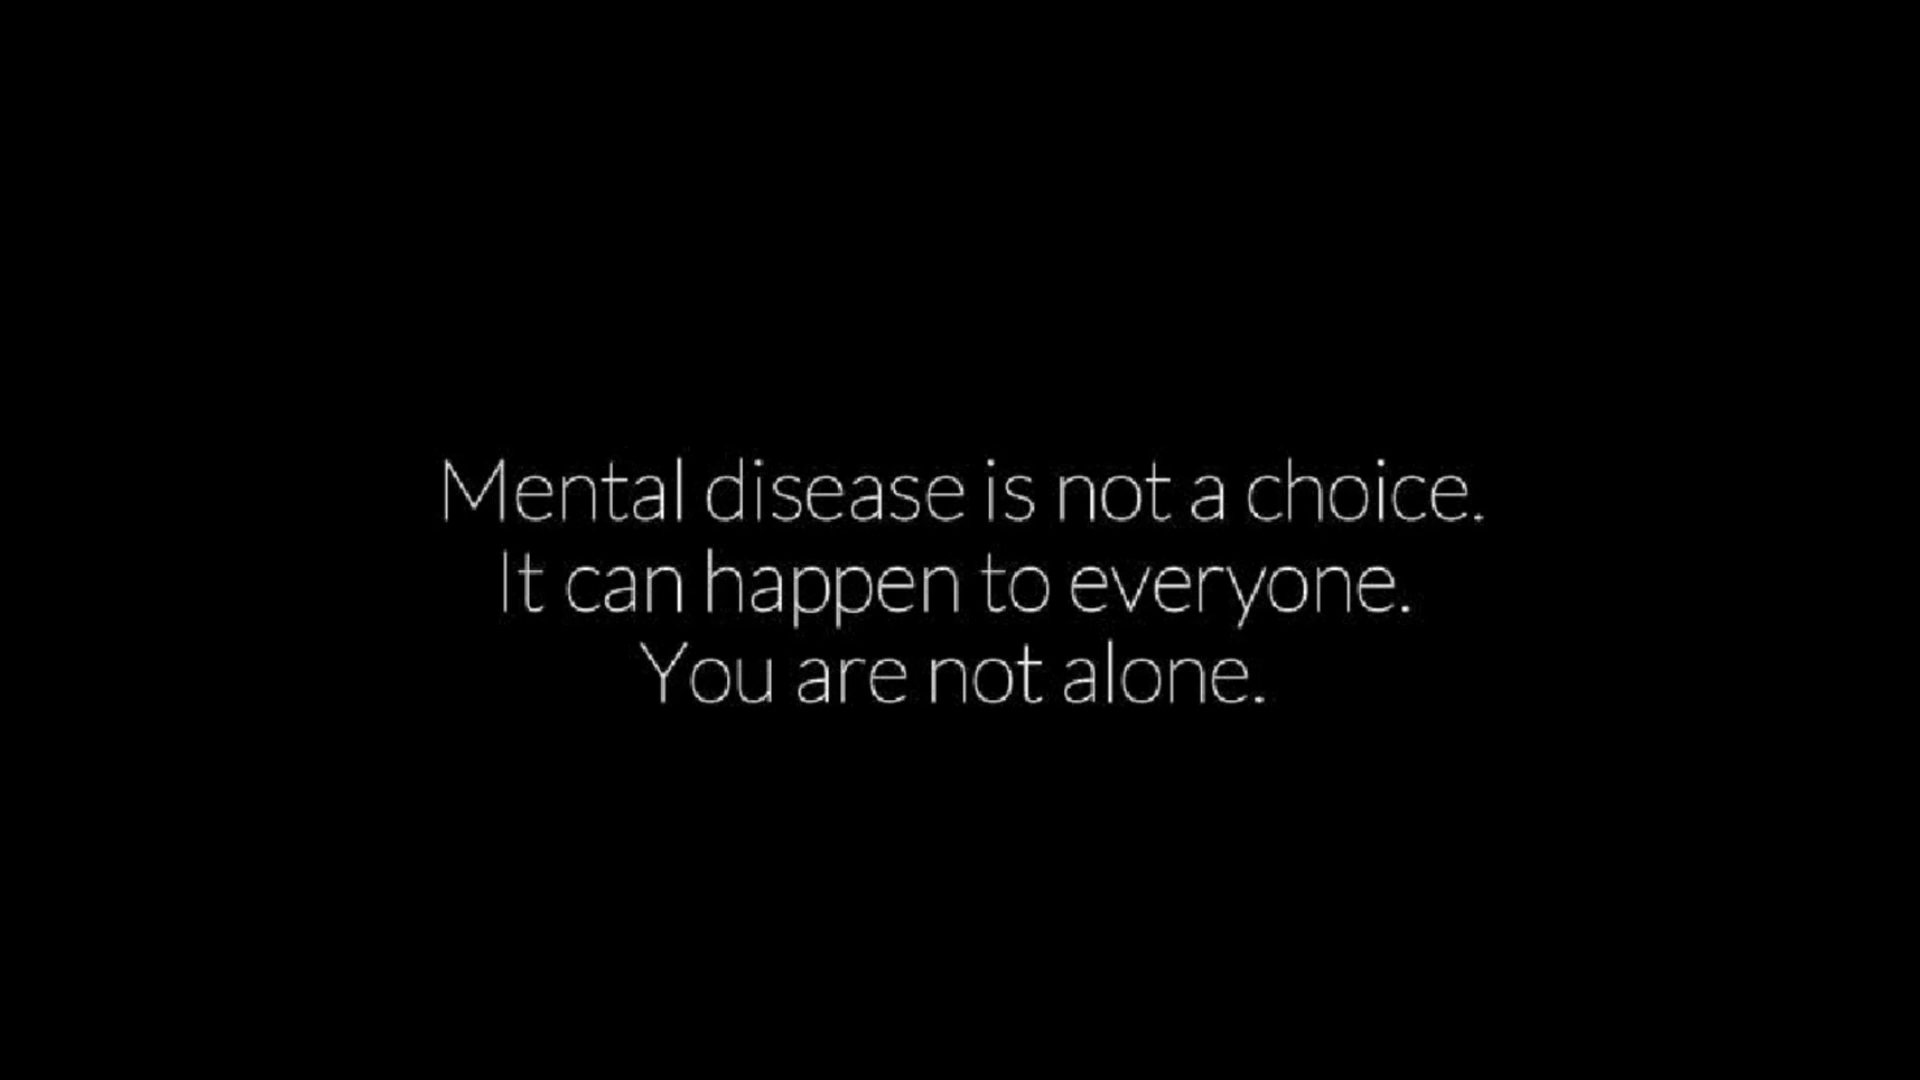 Mental disease is not a choice.
It can happen to everyone.
You are not alone.